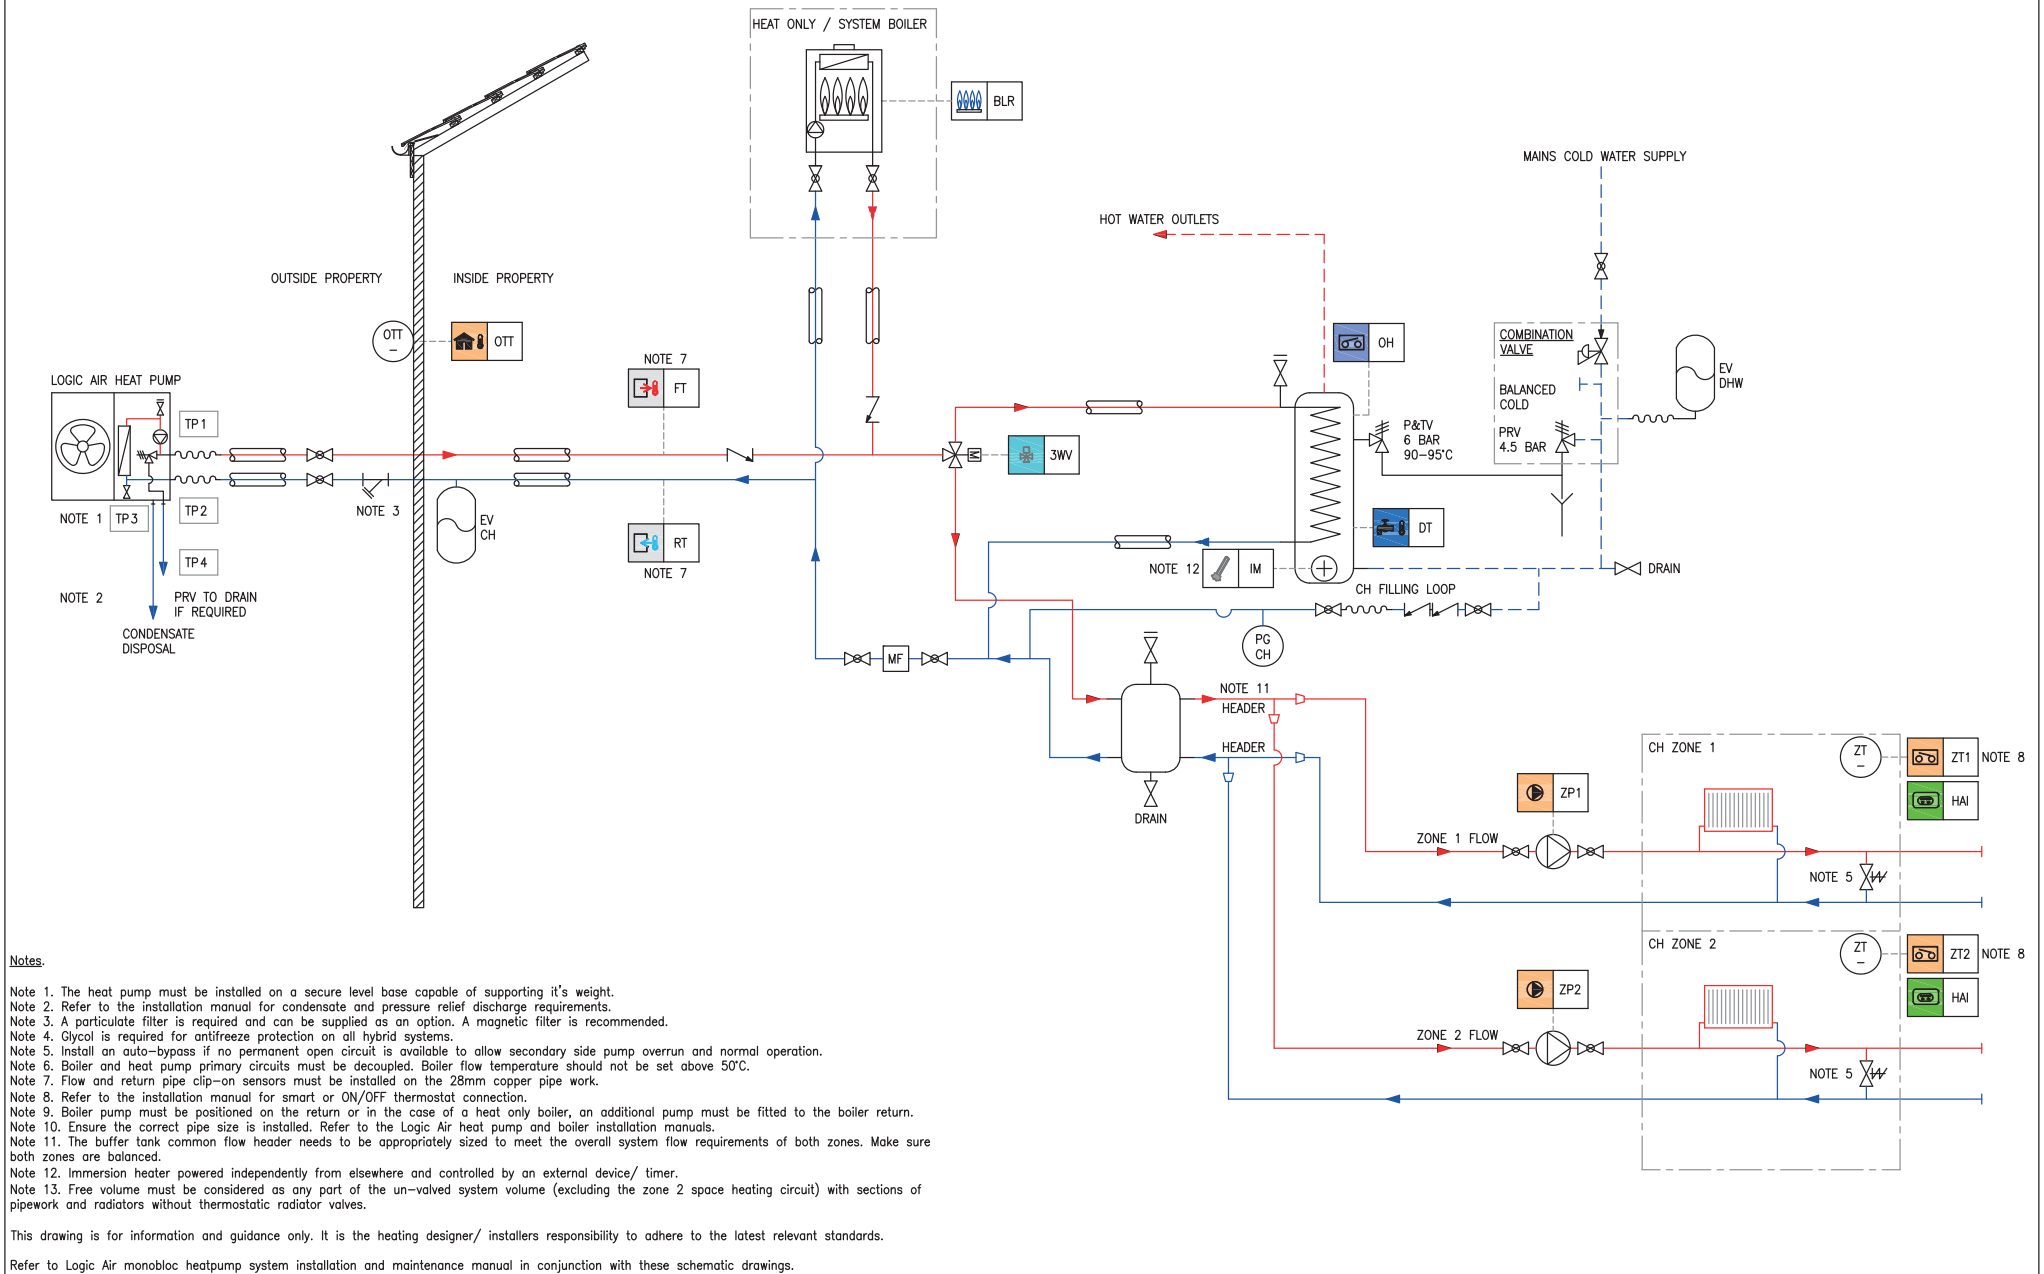 HEAT ONLY / SYSTEM BOILER
BLR
MAINS COLD WATER SUPPLY
HOT WATER OUTLETS
OUTSIDE PROPERTY
INSIDE PROPERTY
OTT
–
OTT
COMBINATION
VALVE
OH
EV
DHW
NOTE 7
FT
LOGIC AIR HEAT PUMP
BALANCED
COLD
TP1
P&TV
6 BAR
90–95°C
PRV
4.5 BAR
M
3WV
TP2
NOTE 1
TP3
NOTE 3
EV
CH
DT
RT
NOTE 7
TP4
NOTE 12
IM
DRAIN
CH FILLING LOOP
NOTE 2
PRV TO DRAIN
IF REQUIRED
CONDENSATE
DISPOSAL
PG
CH
MF
NOTE 11
HEADER
HEADER
DRAIN
CH ZONE 1
ZT
–
ZT1
NOTE 8
HAI
ZP1
ZONE 1 FLOW
NOTE 5
CH ZONE 2
ZT
–
ZT2
NOTE 8
HAI
ZP2
ZONE 2 FLOW
NOTE 5
Notes.
Note 1. The heat pump must be installed on a secure level base capable of supporting it's weight.
Note 2. Refer to the installation manual for condensate and pressure relief discharge requirements.
Note 3. A particulate filter is required and can be supplied as an option. A magnetic filter is recommended.
Note 4. Glycol is required for antifreeze protection on all hybrid systems.
Note 5. Install an auto–bypass if no permanent open circuit is available to allow secondary side pump overrun and normal operation.
Note 6. Boiler and heat pump primary circuits must be decoupled. Boiler flow temperature should not be set above 50°C.
Note 7. Flow and return pipe clip–on sensors must be installed on the 28mm copper pipe work.
Note 8. Refer to the installation manual for smart or ON/OFF thermostat connection.
Note 9. Boiler pump must be positioned on the return or in the case of a heat only boiler, an additional pump must be fitted to the boiler return.
Note 10. Ensure the correct pipe size is installed. Refer to the Logic Air heat pump and boiler installation manuals.
Note 11. The buffer tank common flow header needs to be appropriately sized to meet the overall system flow requirements of both zones. Make sure
both zones are balanced.
Note 12. Immersion heater powered independently from elsewhere and controlled by an external device/ timer.
Note 13. Free volume must be considered as any part of the un–valved system volume (excluding the zone 2 space heating circuit) with sections of
pipework and radiators without thermostatic radiator valves.
This drawing is for information and guidance only. It is the heating designer/ installers responsibility to adhere to the latest relevant standards.
Refer to Logic Air monobloc heatpump system installation and maintenance manual in conjunction with these schematic drawings.